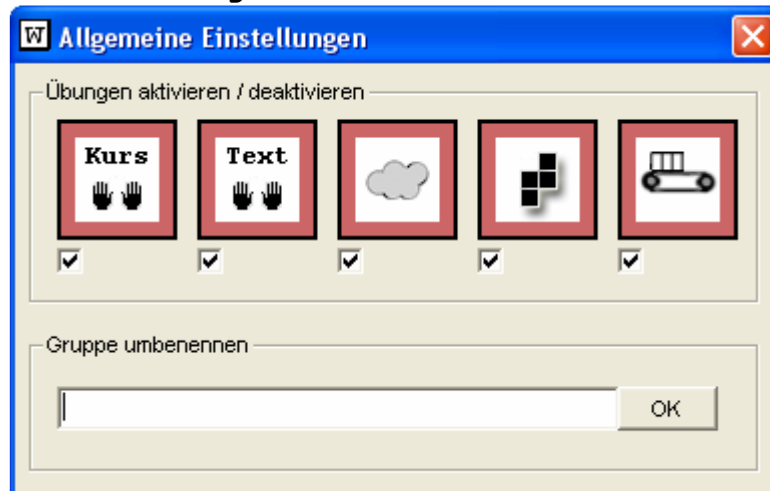 W Allgemeine Einstellungen
Übungen aktivieren / deaktivieren
Kurs Text
Gruppe umbenennen
OK